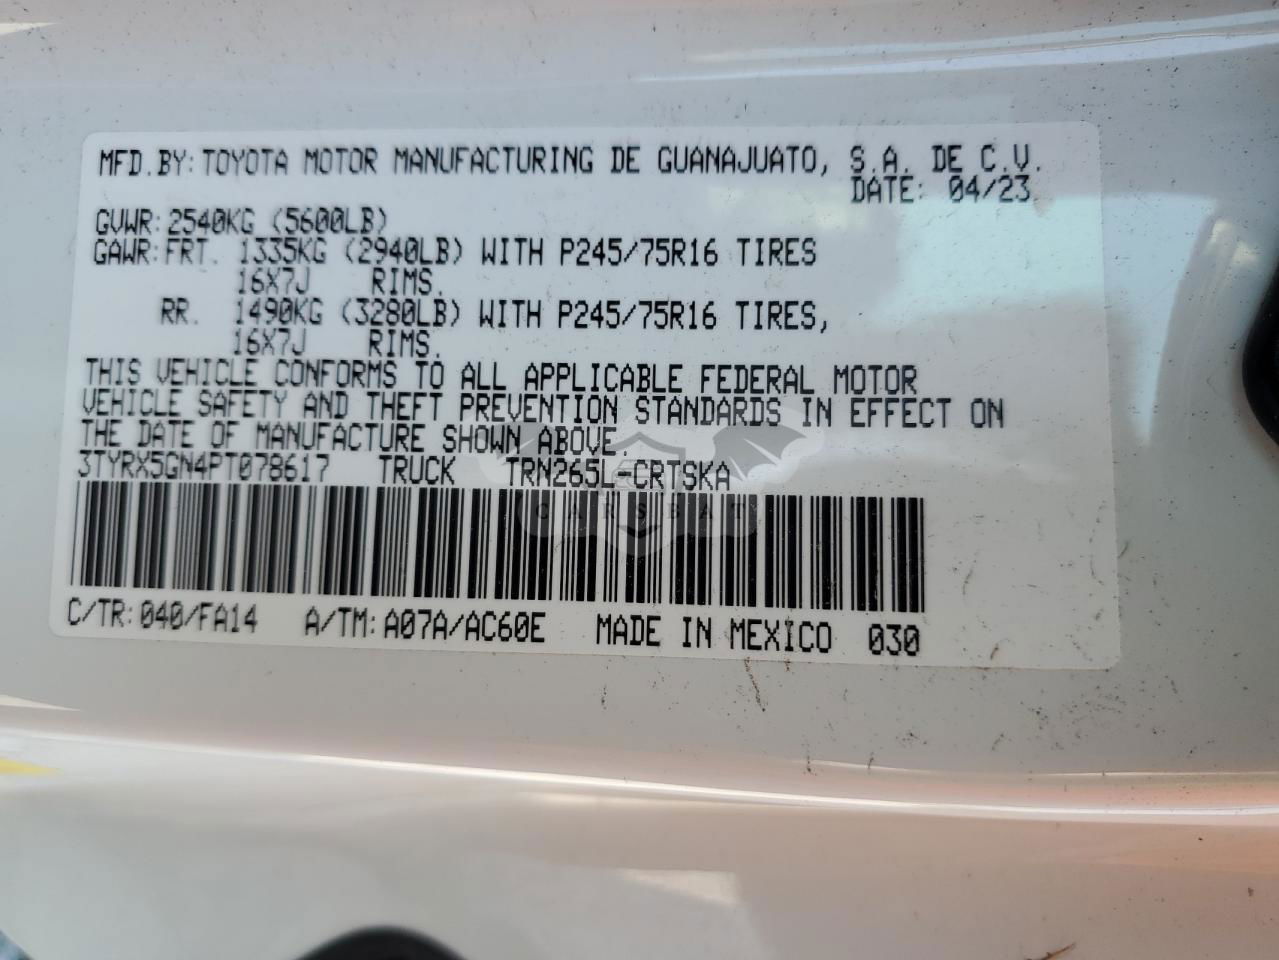 MFD.BY: TOYOTA MOTOR MANUFACTURING DE GUANAJUATO, S.A. DE C.V.
DATE: 04/23
GVWR: 2540KG (5600LB)
GAWR: FRT. 1335KG (2940LB) WITH P245/75R16 TIRES
16X7J RIMS.
RR. 1490KG (3280LB) WITH P245/75R16 TIRES,
16X7J RIMS.
THIS VEHICLE CONFORMS TO ALL APPLICABLE FEDERAL MOTOR
VEHICLE SAFETY AND THEFT PREVENTION STANDARDS IN EFFECT ON
THE DATE OF MANUFACTURE SHOWN ABOVE.
3TYRX5GN4PT078617 TRUCK TRN265L-CRTSKA
CARSBAT
C/TR: 040/FA14 A/TM: A07A/AC60E MADE IN MEXICO 030